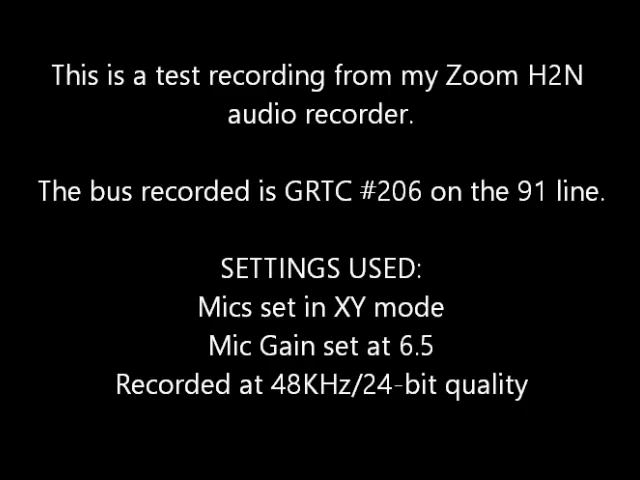 This is a test recording from my Zoom H2N
audio recorder.
The bus recorded is GRTC #206 on the 91 line.
SETTINGS USED:
Mics set in XY mode
Mic Gain set at 6.5
Recorded at 48KHz/24-bit quality